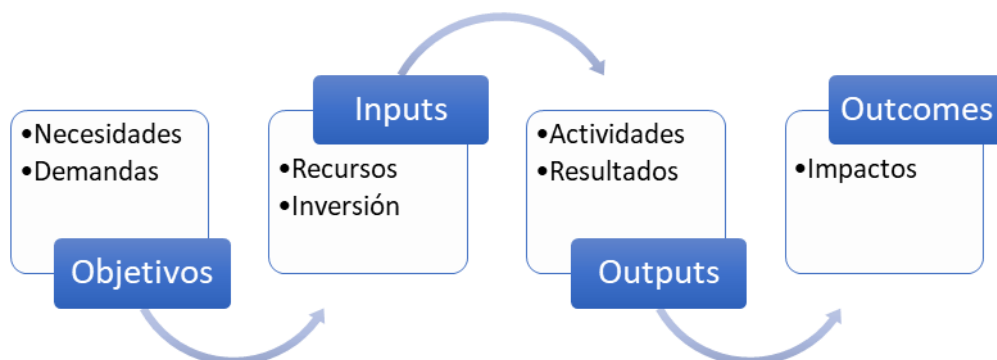 •Necesidades
•Demandas
Objetivos
Inputs
•Recursos
•Inversión
•Actividades
•Resultados
Outputs
Outcomes
•Impactos